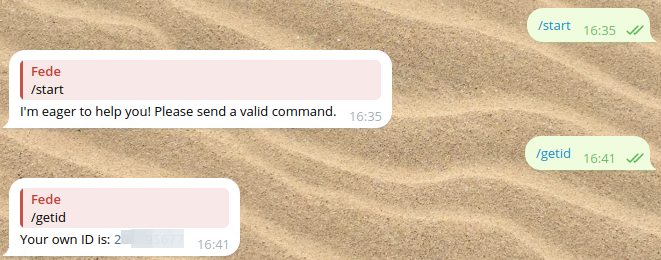 /start 16:35
Fede
/start
I'm eager to help you! Please send a valid command. 16:35
/getid 16:41
Fede
/getid
Your own ID is: 16:41